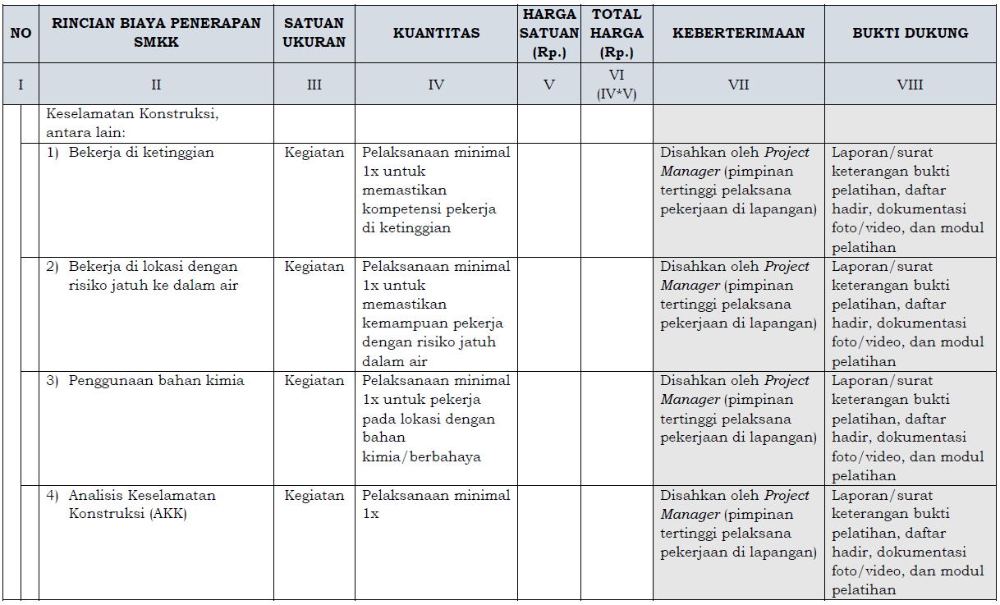 NO
RINCIAN BIAYA PENERAPAN
SMKK
SATUAN
UKURAN
KUANTITAS
HARGA
SATUAN
(Rp.)
TOTAL
HARGA
(Rp.)
KEBERTERIMAAN
BUKTI DUKUNG
I
II
III
IV
V
VI
(IV*V)
VII
VIII
Keselamatan Konstruksi,
antara lain:
1) Bekerja di ketinggian
Kegiatan
Pelaksanaan minimal
1x untuk
memastikan
kompetensi pekerja
di ketinggian
Disahkan oleh Project
Manager (pimpinan
tertinggi pelaksana
pekerjaan di lapangan)
Laporan/surat
keterangan bukti
pelatihan, daftar
hadir, dokumentasi
foto/video, dan modul
pelatihan
2) Bekerja di lokasi dengan
risiko jatuh ke dalam air
Kegiatan
Pelaksanaan minimal
1x untuk
memastikan
kemampuan pekerja
dengan risiko jatuh
dalam air
Disahkan oleh Project
Manager (pimpinan
tertinggi pelaksana
pekerjaan di lapangan)
Laporan/surat
keterangan bukti
pelatihan, daftar
hadir, dokumentasi
foto/video, dan modul
pelatihan
3) Penggunaan bahan kimia
Kegiatan
Pelaksanaan minimal
1x untuk pekerja
pada lokasi dengan
bahan
kimia/berbahaya
Disahkan oleh Project
Manager (pimpinan
tertinggi pelaksana
pekerjaan di lapangan)
Laporan/surat
keterangan bukti
pelatihan, daftar
hadir, dokumentasi
foto/video, dan modul
pelatihan
4) Analisis Keselamatan
Konstruksi (AKK)
Kegiatan
Pelaksanaan minimal
1x
Disahkan oleh Project
Manager (pimpinan
tertinggi pelaksana
pekerjaan di lapangan)
Laporan/surat
keterangan bukti
pelatihan, daftar
hadir, dokumentasi
foto/video, dan modul
pelatihan